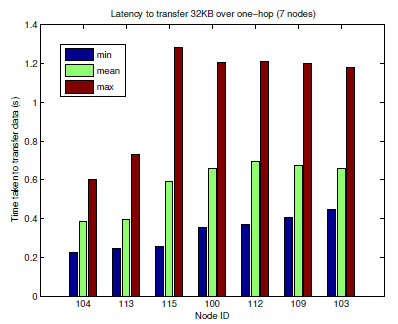 Latency to transfer 32KB over one−hop (7 nodes)
1.4
1.2
1
0.8
0.6
0.4
0.2
0
Time taken to transfer data (s)
min
mean
max
104 113 115 100 112 109 103
Node ID